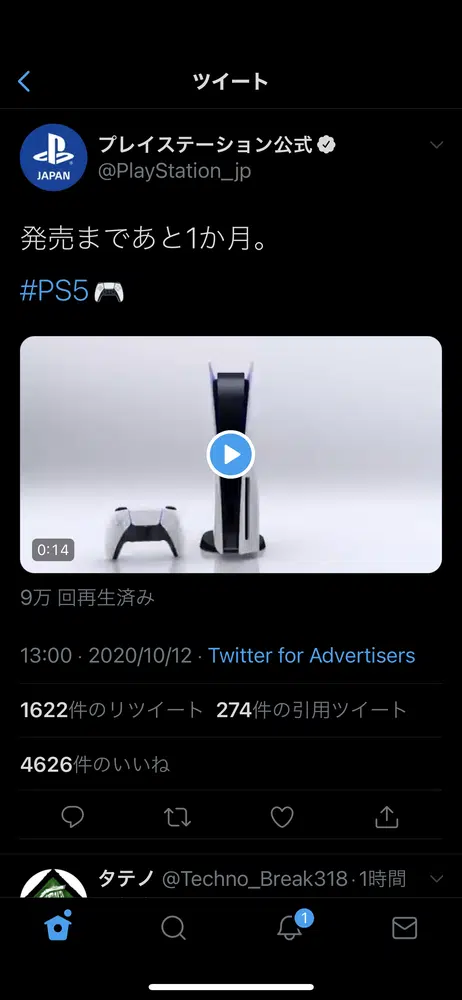 ツイート
プレイステーション公式
@PlayStation_jp
JAPAN
発売まであと1か月。
#PS5
0:14
9万 回再生済み
13:00 · 2020/10/12 · Twitter for Advertisers
1622件のリツイート 274件の引用ツイート
4626件のいいね
タテノ @Techno_Break318 · 1時間
1